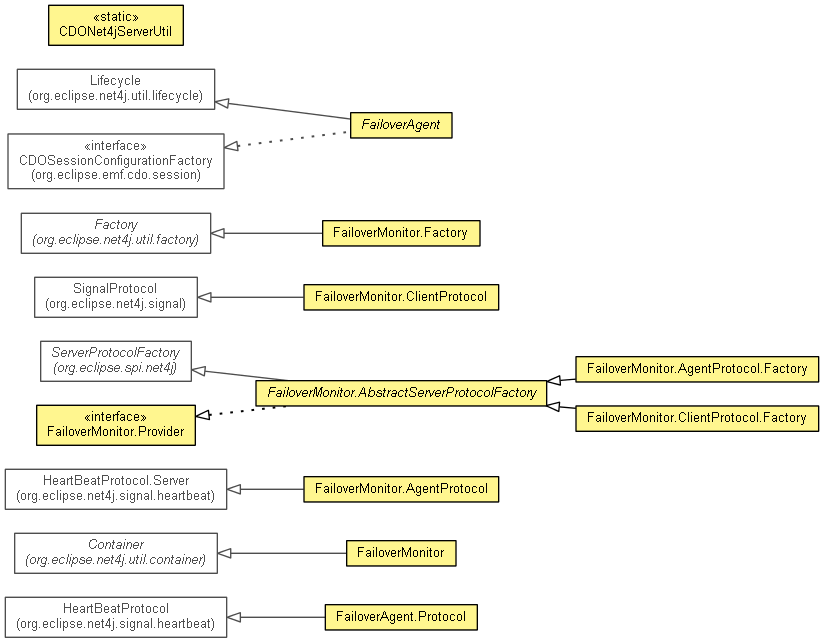 «static»
CDONet4jServerUtil
Lifecycle
(org.eclipse.net4j.util.lifecycle)
FailoverAgent
«interface»
CDOSessionConfigurationFactory
(org.eclipse.emf.cdo.session)
Factory
(org.eclipse.net4j.util.factory)
FailoverMonitor.Factory
SignalProtocol
(org.eclipse.net4j.signal)
FailoverMonitor.ClientProtocol
ServerProtocolFactory
(org.eclipse.spi.net4j)
FailoverMonitor.AgentProtocol.Factory
FailoverMonitor.AbstractServerProtocolFactory
FailoverMonitor.ClientProtocol.Factory
«interface»
FailoverMonitor.Provider
HeartBeatProtocol.Server
(org.eclipse.net4j.signal.heartbeat)
FailoverMonitor.AgentProtocol
Container
(org.eclipse.net4j.util.container)
FailoverMonitor
HeartBeatProtocol
(org.eclipse.net4j.signal.heartbeat)
FailoverAgent.Protocol